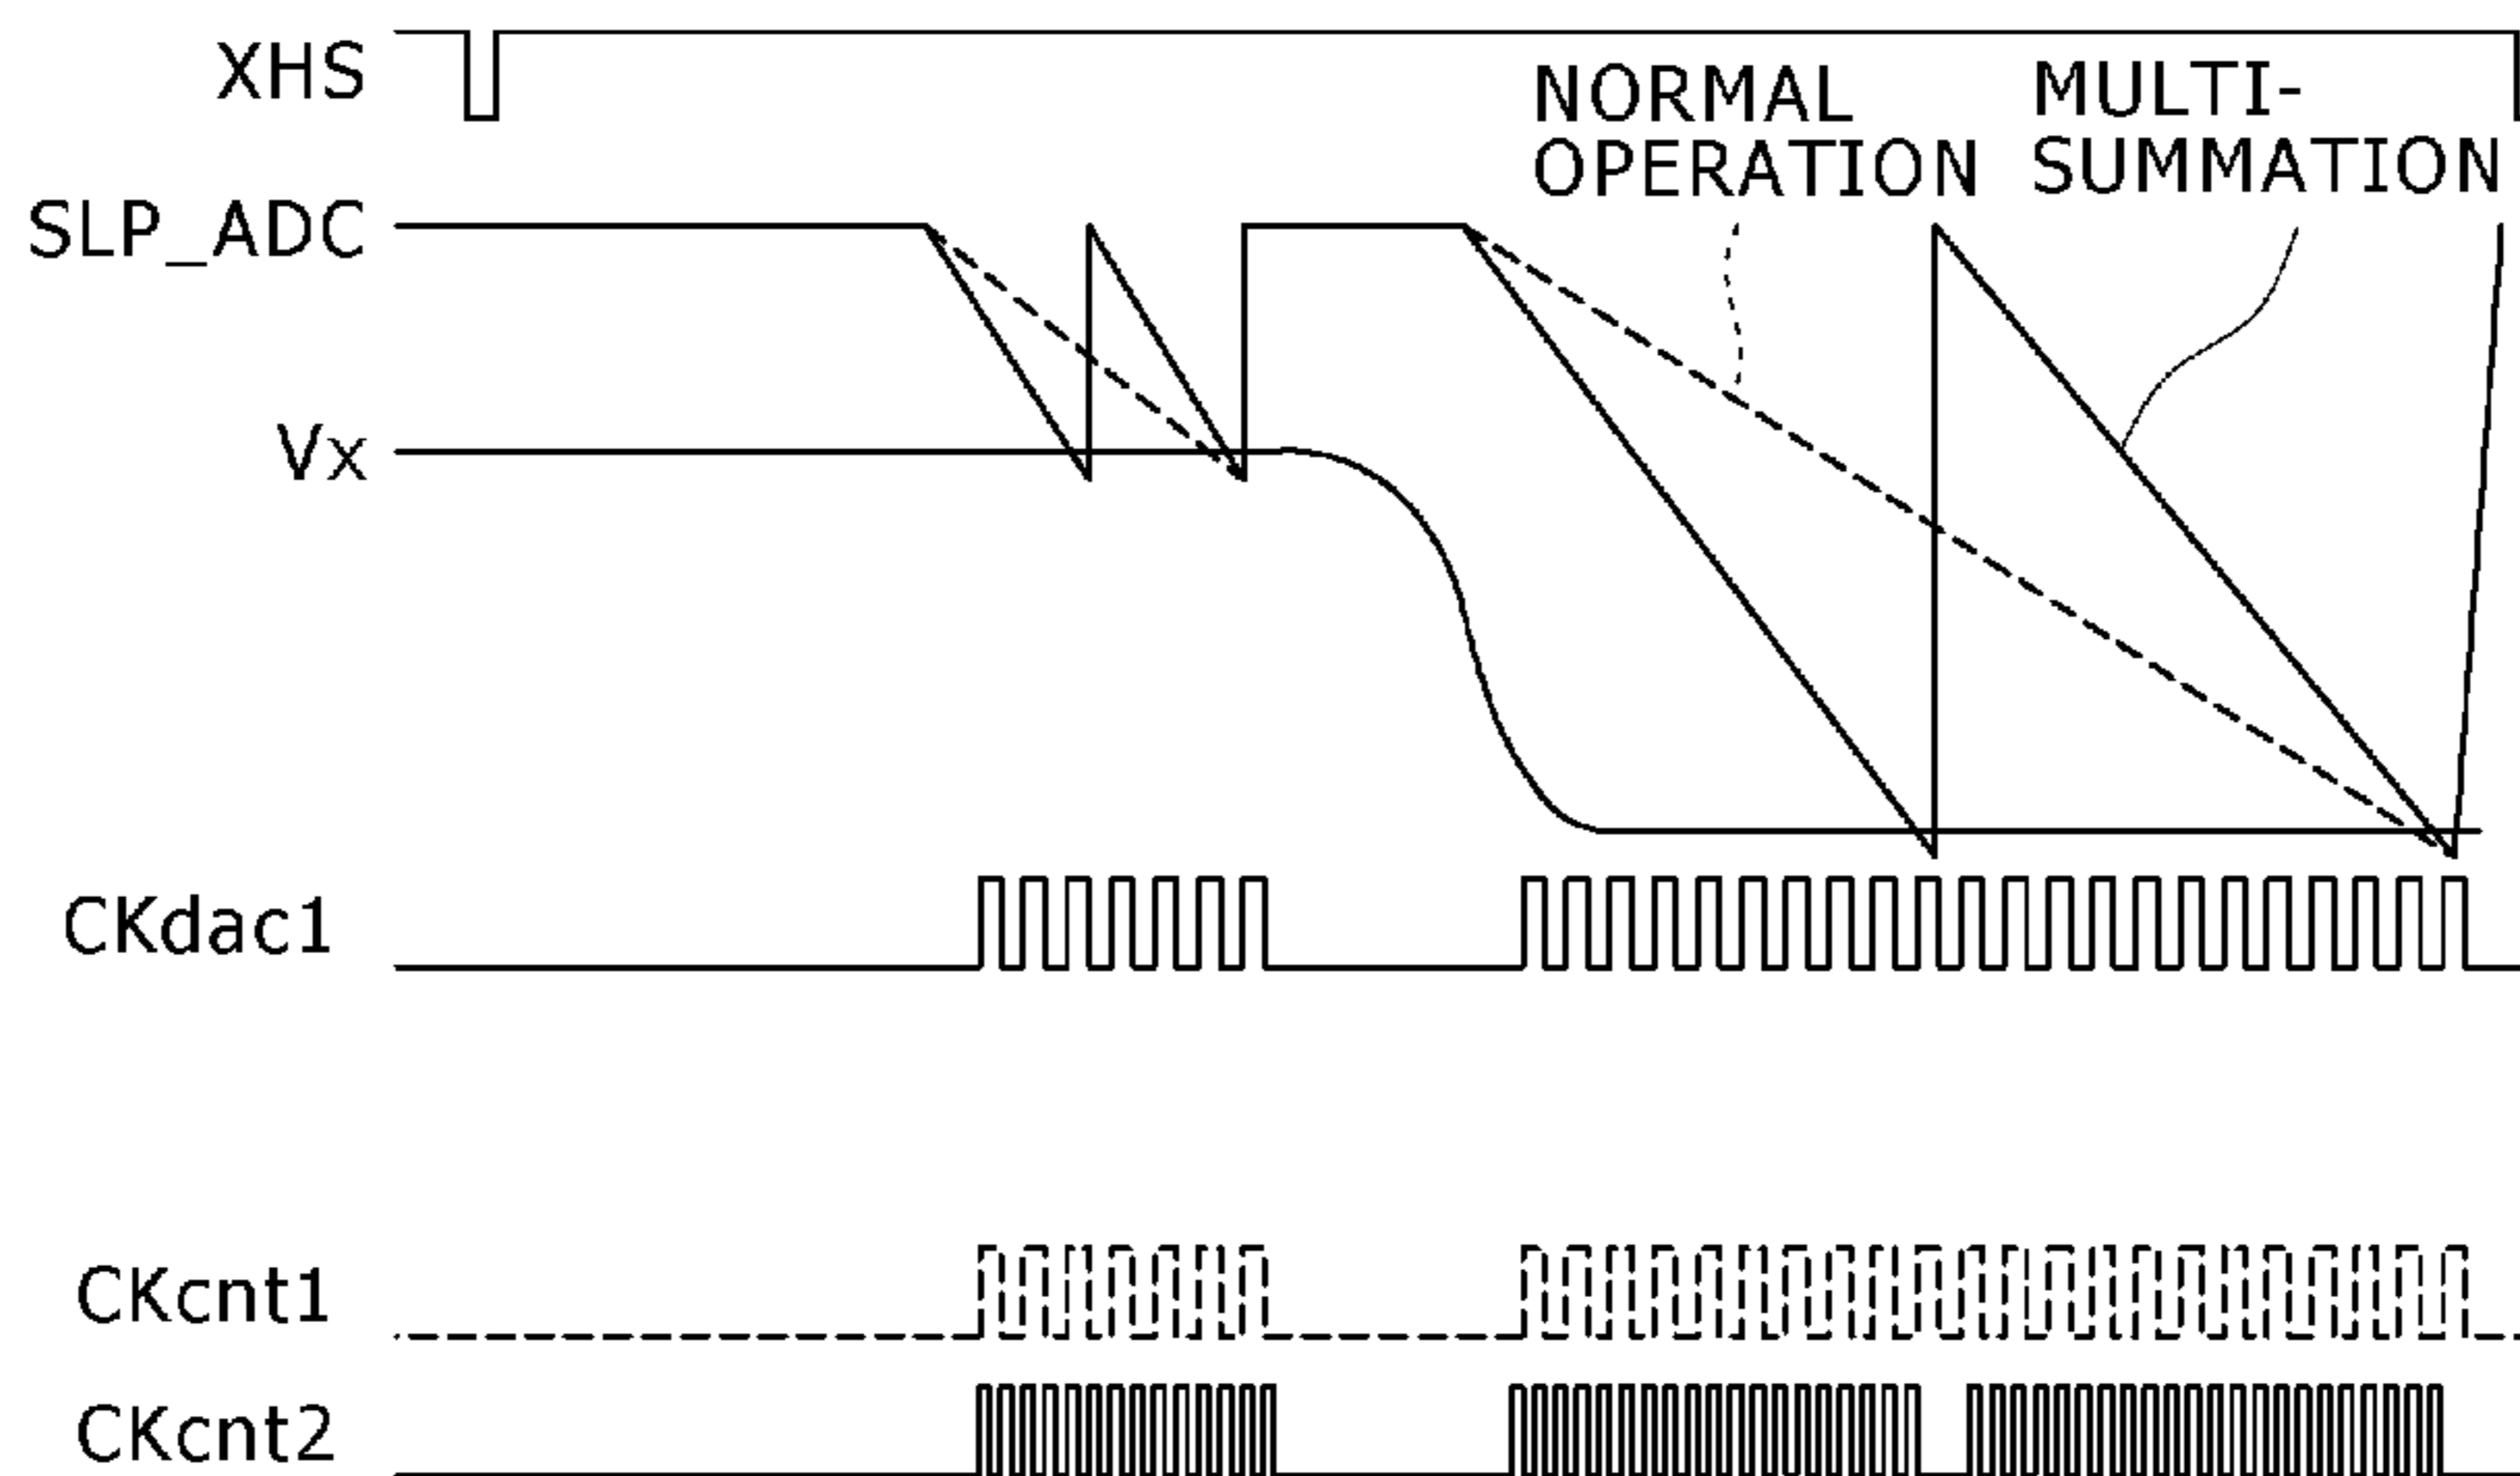 XHS
NORMAL
OPERATION
MULTI-
SUMMATION
SLP_ADC
Vx
CKdac1
CKcnt1
CKcnt2